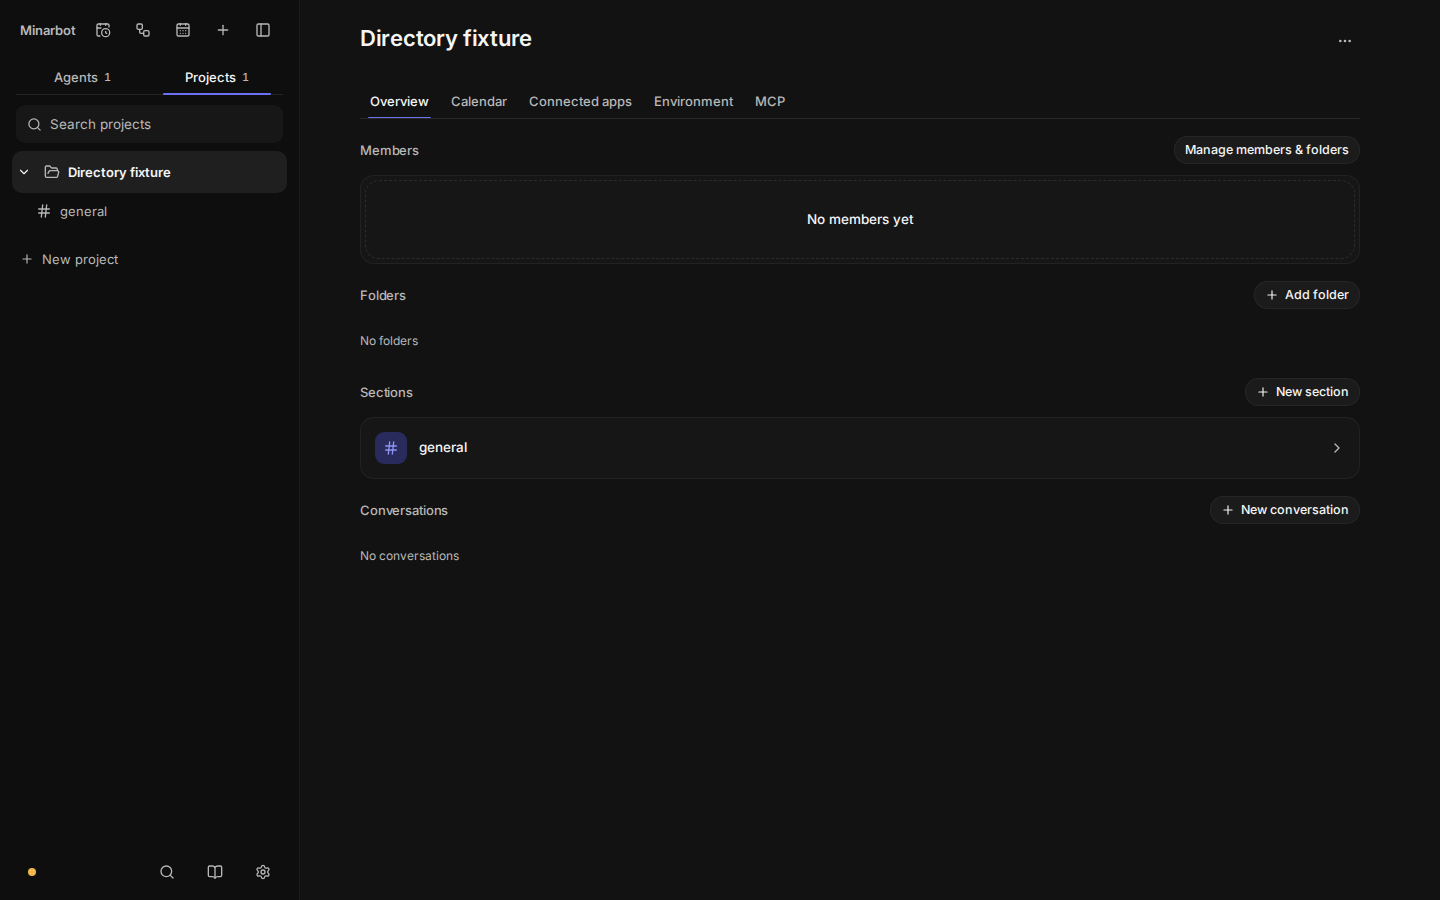 Minarbot
Agents 1
Projects 1
Search projects
Directory fixture
general
New project
Directory fixture
Overview
Calendar
Connected apps
Environment
MCP
Members
Manage members & folders
No members yet
Folders
Add folder
No folders
Sections
New section
general
Conversations
New conversation
No conversations